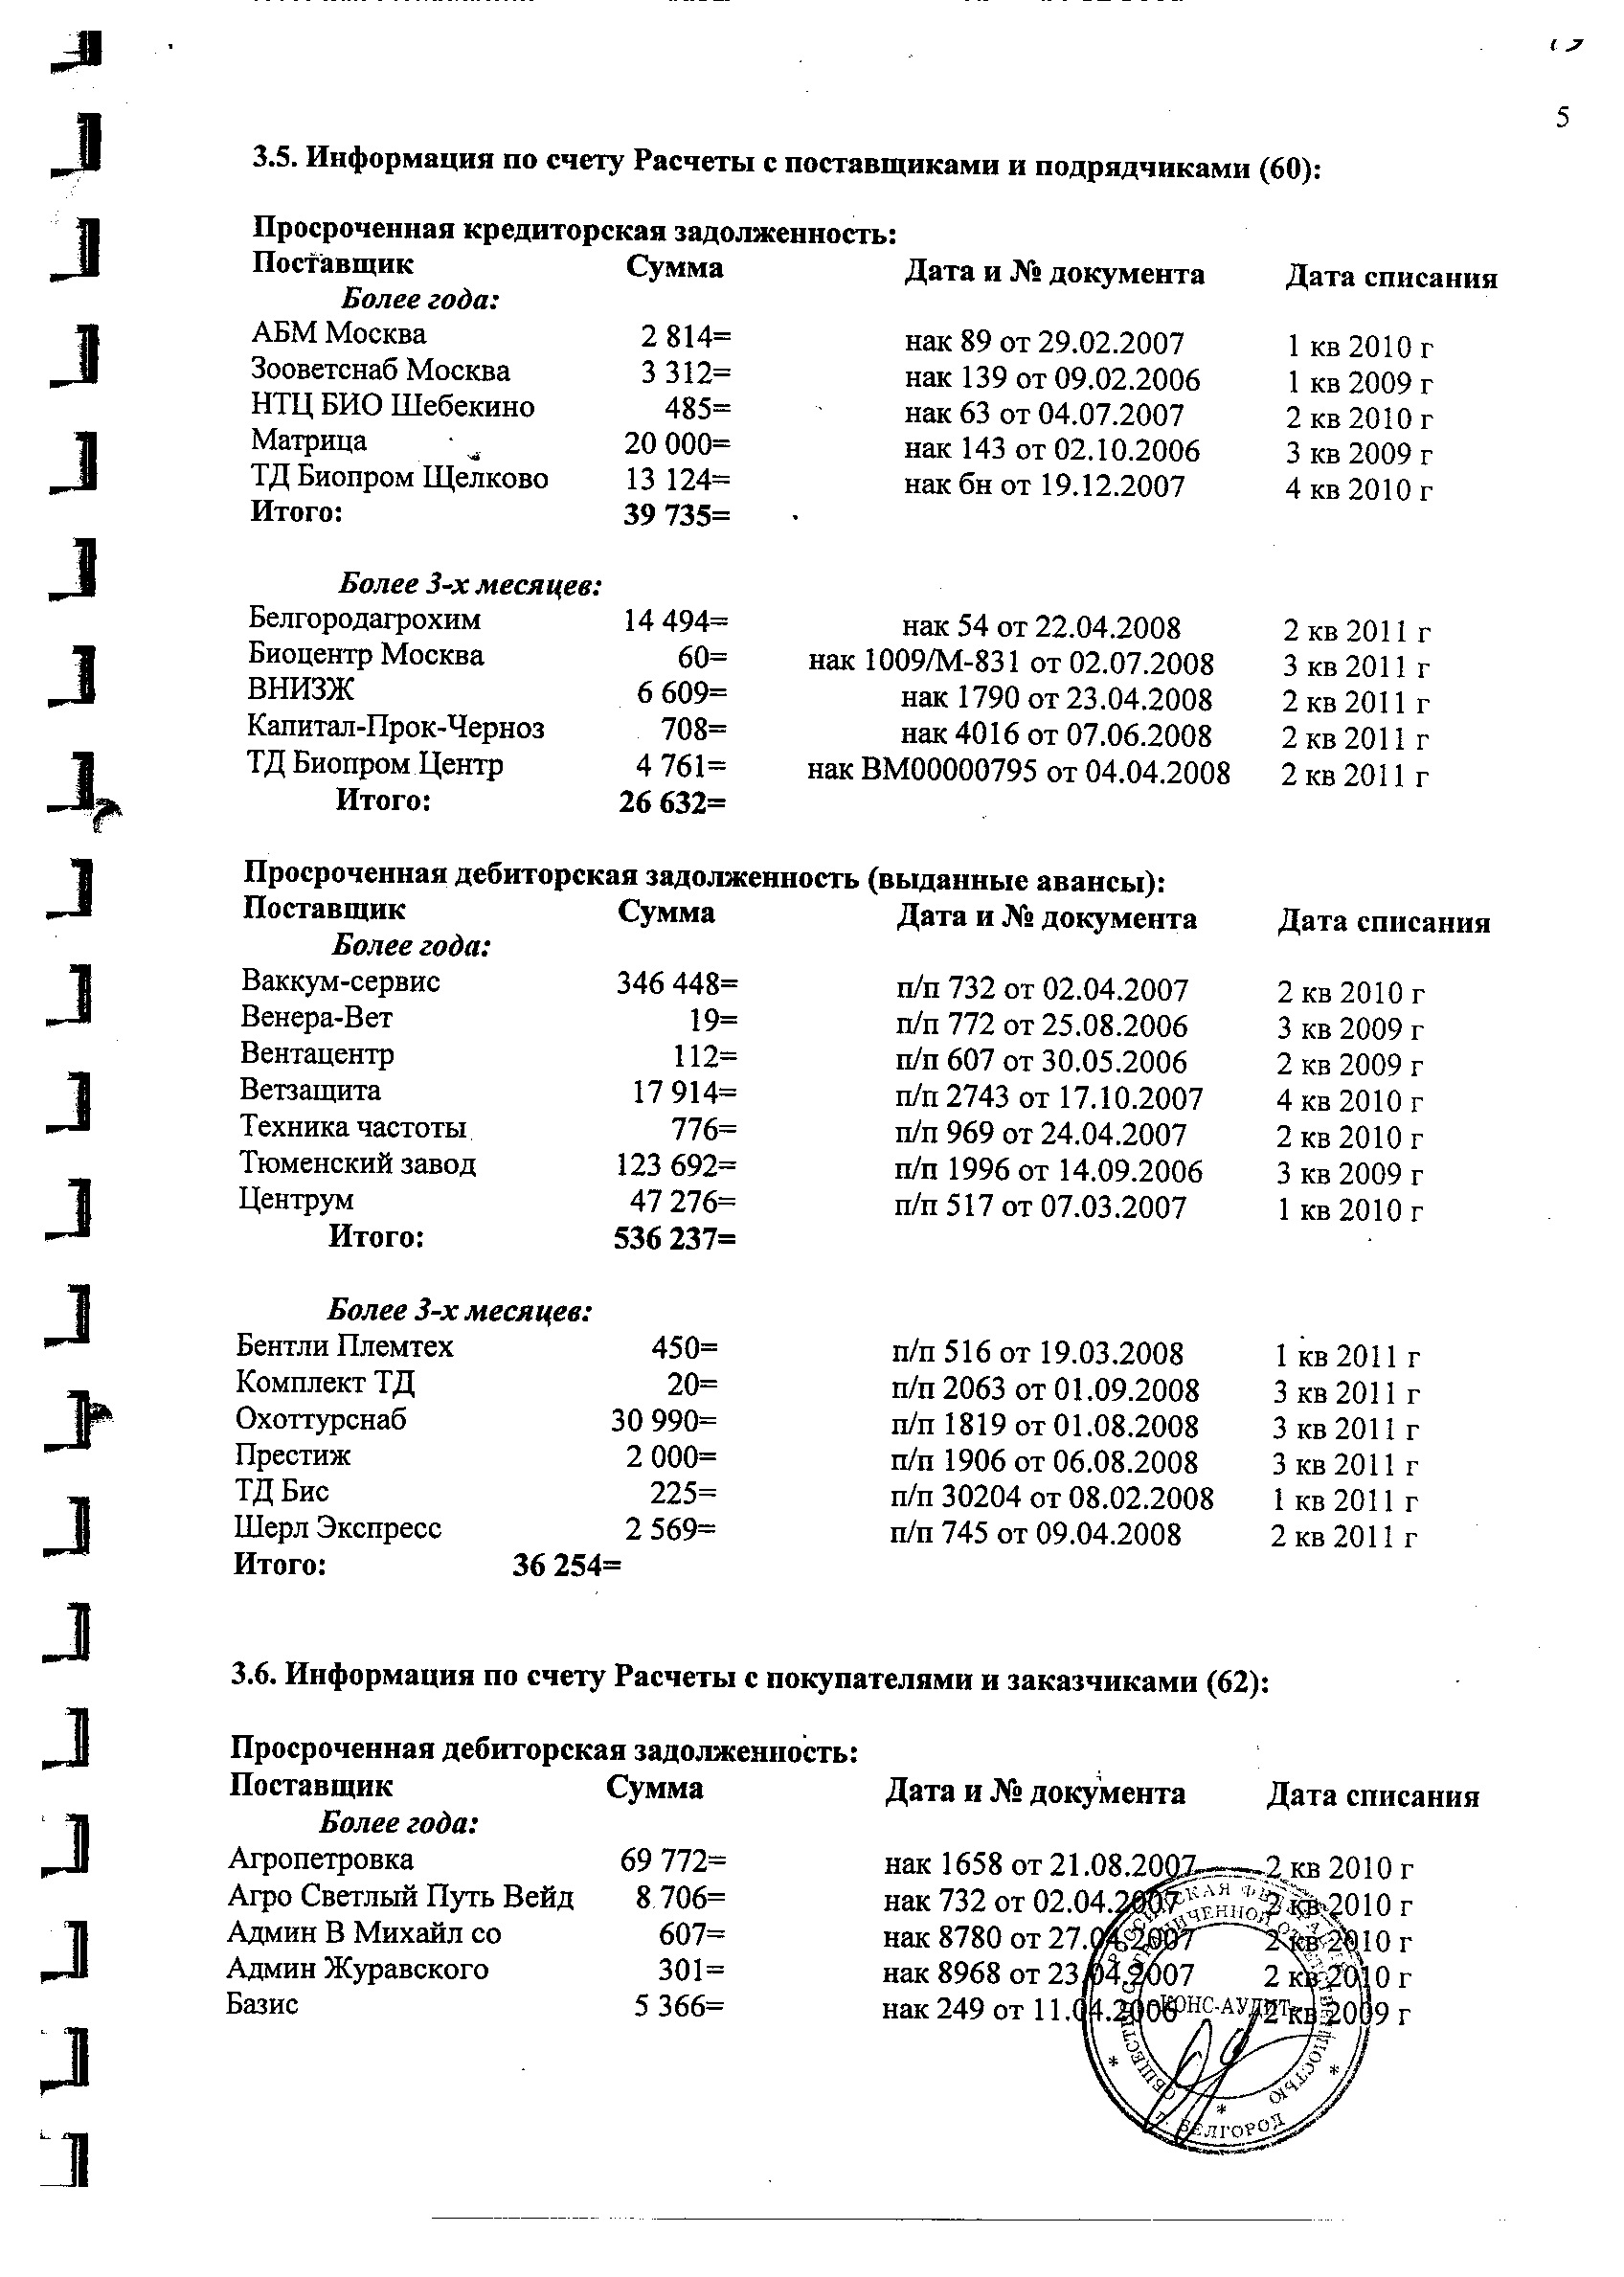 5
3.5. Информация по счету Расчеты с поставщиками и подрядчиками (60):
Просроченная кредиторская задолженность:
Поставщик Сумма Дата и № документа Дата списания
Более года:
АБМ Москва 2 814= нак 89 от 29.02.2007 1 кв 2010 г
Зооветснаб Москва 3 312= нак 139 от 09.02.2006 1 кв 2009 г
НТЦ БИО Шебекино 485= нак 63 от 04.07.2007 2 кв 2010 г
Матрица 20 000= нак 143 от 02.10.2006 3 кв 2009 г
ТД Биопром Щелково 13 124= нак бн от 19.12.2007 4 кв 2010 г
Итого: 39 735=
Более 3-х месяцев:
Белгородагрохим 14 494= нак 54 от 22.04.2008 2 кв 2011 г
Биоцентр Москва 60= нак 1009/М-831 от 02.07.2008 3 кв 2011 г
ВНИЗЖ 6 609= нак 1790 от 23.04.2008 2 кв 2011 г
Капитал-Прок-Черноз 708= нак 4016 от 07.06.2008 2 кв 2011 г
ТД Биопром Центр 4 761= нак ВМ00000795 от 04.04.2008 2 кв 2011 г
Итого: 26 632=
Просроченная дебиторская задолженность (выданные авансы):
Поставщик Сумма Дата и № документа Дата списания
Более года:
Ваккум-сервис 346 448= п/п 732 от 02.04.2007 2 кв 2010 г
Венера-Вет 19= п/п 772 от 25.08.2006 3 кв 2009 г
Вентацентр 112= п/п 607 от 30.05.2006 2 кв 2009 г
Ветзащита 17 914= п/п 2743 от 17.10.2007 4 кв 2010 г
Техника частоты 776= п/п 969 от 24.04.2007 2 кв 2010 г
Тюменский завод 123 692= п/п 1996 от 14.09.2006 3 кв 2009 г
Центрум 47 276= п/п 517 от 07.03.2007 1 кв 2010 г
Итого: 536 237=
Более 3-х месяцев:
Бентли Племтех 450= п/п 516 от 19.03.2008 1 кв 2011 г
Комплект ТД 20= п/п 2063 от 01.09.2008 3 кв 2011 г
Охоттурснаб 30 990= п/п 1819 от 01.08.2008 3 кв 2011 г
Престиж 2 000= п/п 1906 от 06.08.2008 3 кв 2011 г
ТД Бис 225= п/п 30204 от 08.02.2008 1 кв 2011 г
Шерл Экспресс 2 569= п/п 745 от 09.04.2008 2 кв 2011 г
Итого: 36 254=
3.6. Информация по счету Расчеты с покупателями и заказчиками (62):
Просроченная дебиторская задолженность:
Поставщик Сумма Дата и № документа Дата списания
Более года:
Агропетровка 69 772= нак 1658 от 21.08.2007 2 кв 2010 г
Агро Светлый Путь Вейд 8 706= нак 732 от 02.04.2007 2 кв 2010 г
Админ В Михайл со 607= нак 8780 от 27.04.2007 2 кв 2010 г
Админ Журавского 301= нак 8968 от 23.04.2007 2 кв 2010 г
Базис 5 366= нак 249 от 11.04.2006 2 кв 2009 г
РОССИЙСКАЯ ФЕДЕРАЦИЯ
ОБЩЕСТВО С ОГРАНИЧЕННОЙ ОТВЕТСТВЕННОСТЬЮ
КОНС-АУДИТ
г. БЕЛГОРОД